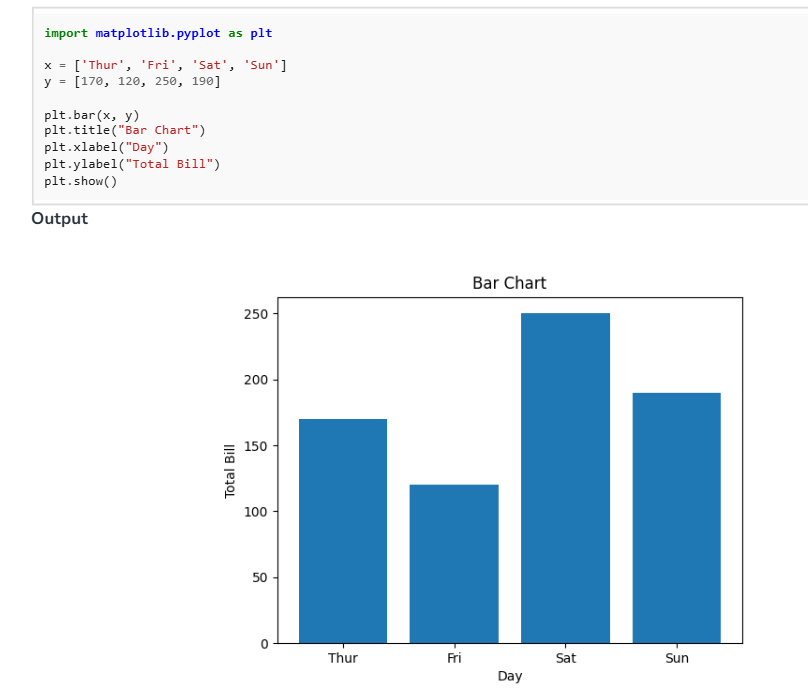 import matplotlib.pyplot as plt
x = ['Thur', 'Fri', 'Sat', 'Sun']
y = [170, 120, 250, 190]
plt.bar(x, y)
plt.title("Bar Chart")
plt.xlabel("Day")
plt.ylabel("Total Bill")
plt.show()
Output
Bar Chart
250
200
150
100
50
0
Total Bill
Thur Fri Sat Sun
Day